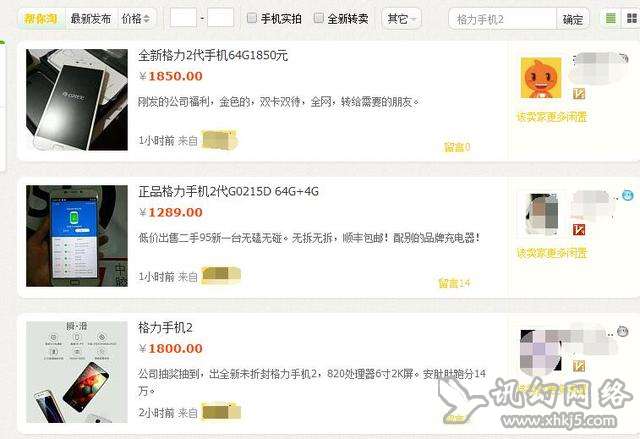 帮你淘 最新发布 价格 - 手机实拍 全新转卖 其它 格力手机2 确定
全新格力2代手机64G1850元
￥1850.00
刚发的公司福利，金色的，双卡双待，全网，转给需要的朋友。
该卖家更多闲置
1小时前 来自
留言0
正品格力手机2代G0215D 64G+4G
￥1289.00
低价出售二手95新一台无磕无碰。无拆无拆，顺丰包邮！配别的品牌充电器！
该卖家更多闲置
1小时前 来自
留言14
瞬·滑
格力手机2
￥1800.00
公司抽奖抽到，出全新未折封格力手机2，820处理器6寸2K屏。安肚肚跑分14
万。
2小时前 来自
讯幻网络
www.xhkj5.com